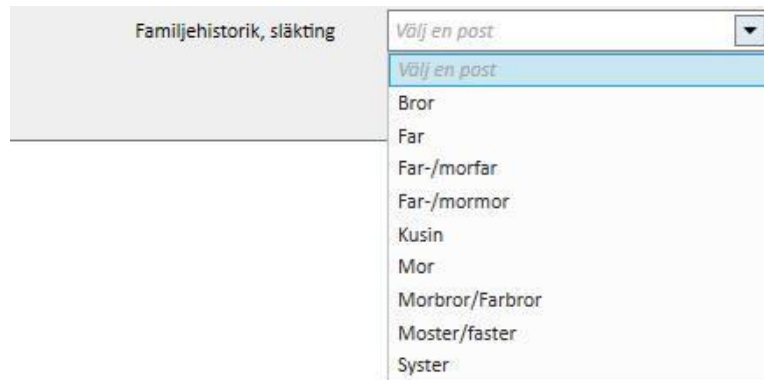 Familjehistorik, släkting
Välj en post
Välj en post
Bror
Far
Far-/morfar
Far-/mormor
Kusin
Mor
Morbror/Farbror
Moster/faster
Syster